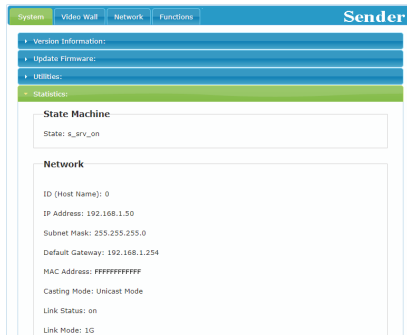 System Video Wall Network Functions Sender
Version Information:
Update Firmware:
Utilities:
Statistics:
State Machine
State: s_srv_on
Network
ID (Host Name): 0
IP Address: 192.168.1.50
Subnet Mask: 255.255.255.0
Default Gateway: 192.168.1.254
MAC Address: FFFFFFFFFFFF
Casting Mode: Unicast Mode
Link Status: on
Link Mode: 1G